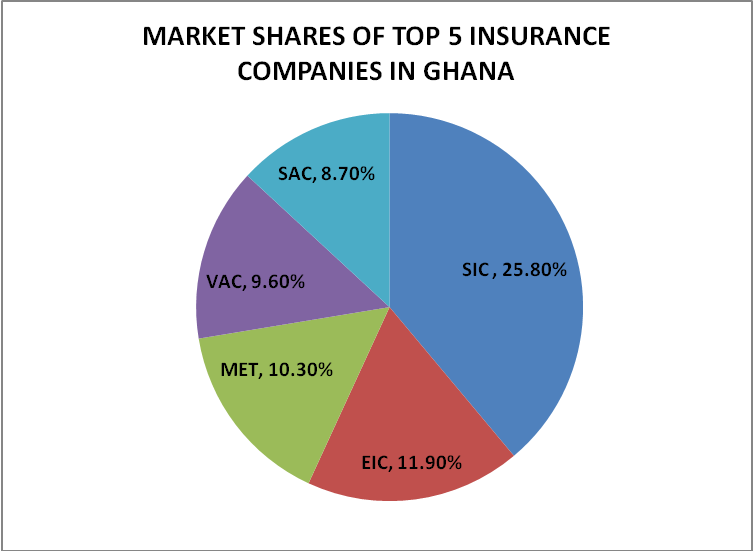 MARKET SHARES OF TOP 5 INSURANCE
COMPANIES IN GHANA
SAC, 8.70%
SIC , 25.80%
VAC, 9.60%
MET, 10.30%
EIC, 11.90%